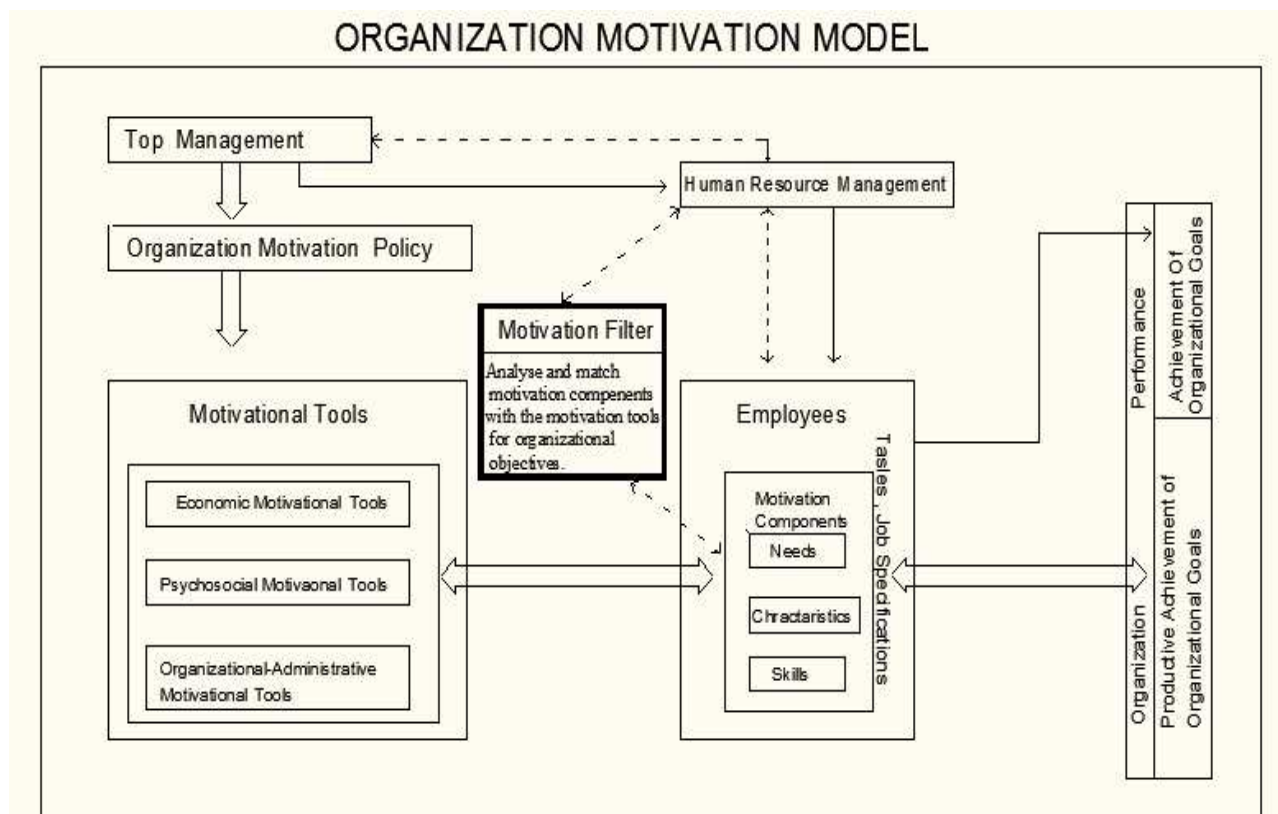 ORGANIZATION MOTIVATION MODEL
Top Management
Human Resource Management
Organization Motivation Policy
Motivation Filter
Analyse and match
motivation compenents
with the motivation tools
for organizational
objectives.
Motivational Tools
Economic Motivational Tools
Psychosocial Motivaonal Tools
Organizational-Administrative
Motivational Tools
Employees
Motivation
Components
Needs
Chractaristics
Skills
Tasles , Job Specifications
Organization Performance
Achievement Of
Organizational Goals
Productive Achievement of
Organizational Goals